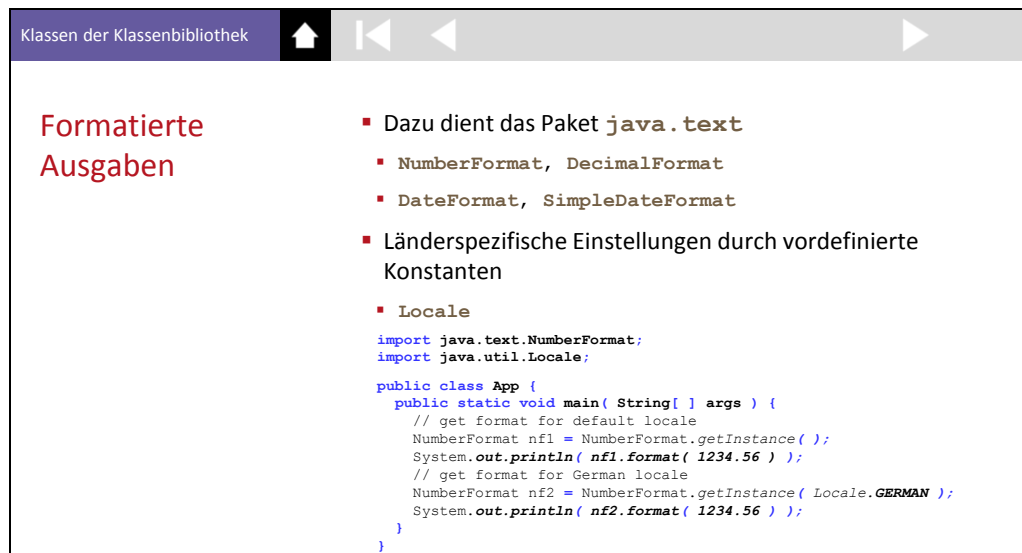 Klassen der Klassenbibliothek
Formatierte
Ausgaben
Dazu dient das Paket java.text
NumberFormat, DecimalFormat
DateFormat, SimpleDateFormat
Länderspezifische Einstellungen durch vordefinierte
Konstanten
Locale
import java.text.NumberFormat;
import java.util.Locale;
public class App {
public static void main( String[ ] args ) {
// get format for default locale
NumberFormat nf1 = NumberFormat.getInstance( );
System.out.println( nf1.format( 1234.56 ) );
// get format for German locale
NumberFormat nf2 = NumberFormat.getInstance( Locale.GERMAN );
System.out.println( nf2.format( 1234.56 ) );
}
}